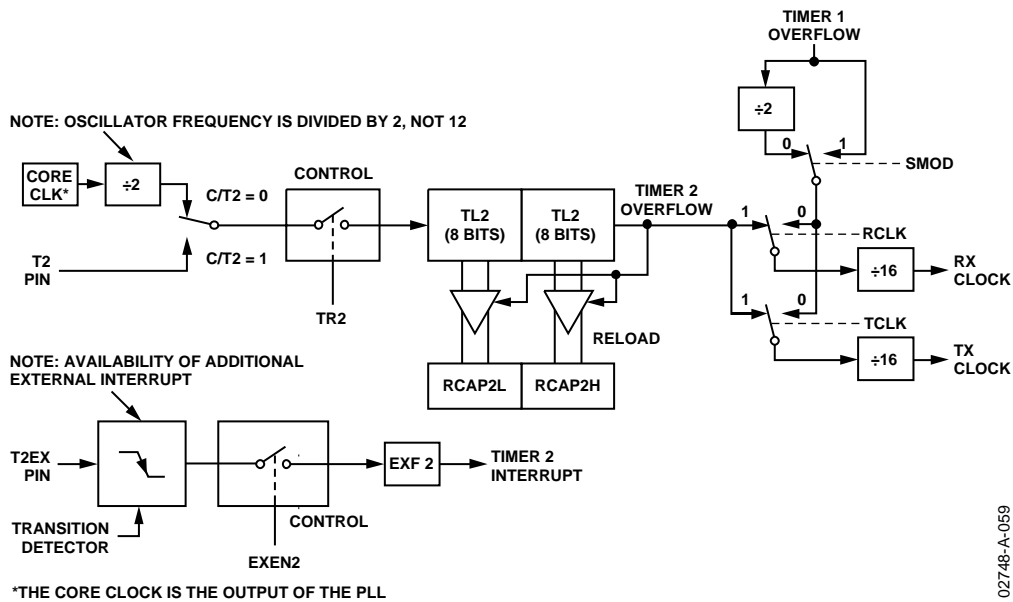 TIMER 1
OVERFLOW
÷2
0
1
SMOD
NOTE: OSCILLATOR FREQUENCY IS DIVIDED BY 2, NOT 12
CORE
CLK*
÷2
C/T2 = 0
C/T2 = 1
T2
PIN
CONTROL
TR2
TL2
(8 BITS)
TL2
(8 BITS)
TIMER 2
OVERFLOW
RELOAD
RCAP2L
RCAP2H
1
0
RCLK
÷16
RX
CLOCK
1
0
TCLK
÷16
TX
CLOCK
NOTE: AVAILABILITY OF ADDITIONAL
EXTERNAL INTERRUPT
T2EX
PIN
TRANSITION
DETECTOR
CONTROL
EXEN2
EXF 2
TIMER 2
INTERRUPT
*THE CORE CLOCK IS THE OUTPUT OF THE PLL
02748-A-059